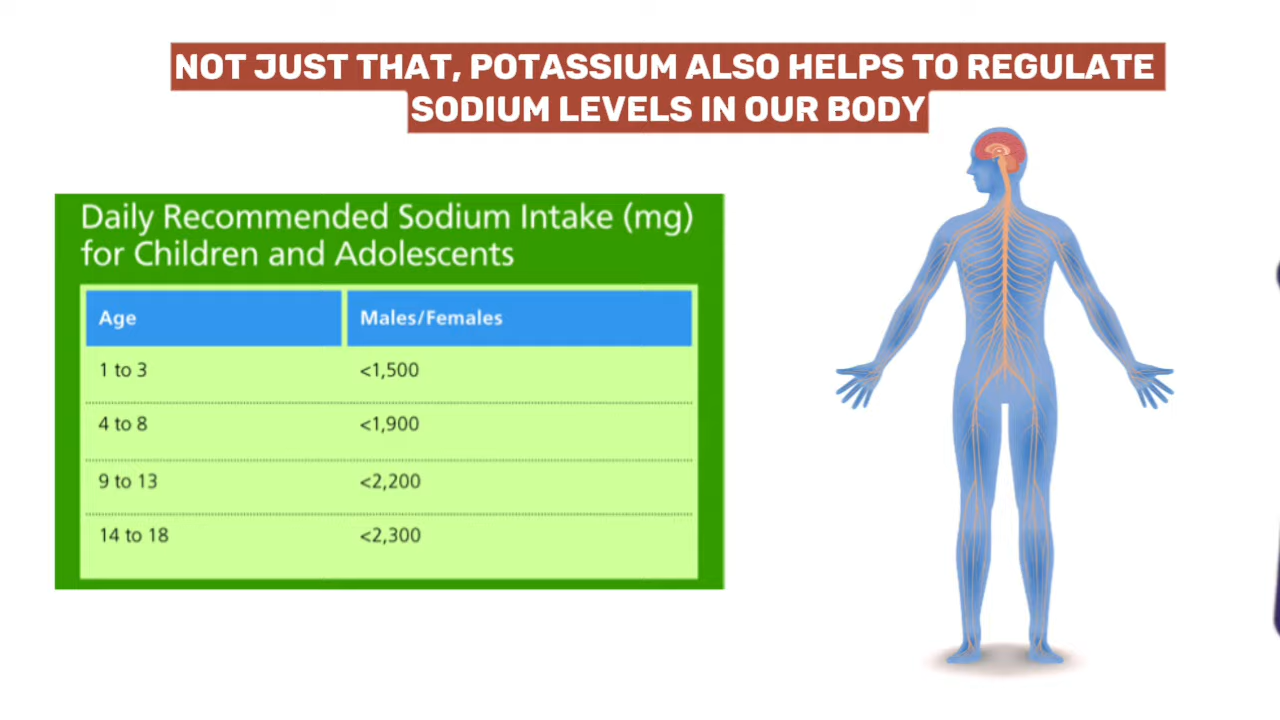 NOT JUST THAT, POTASSIUM ALSO HELPS TO REGULATE
SODIUM LEVELS IN OUR BODY
Daily Recommended Sodium Intake (mg)
for Children and Adolescents
Age Males/Females
1 to 3 <1,500
4 to 8 <1,900
9 to 13 <2,200
14 to 18 <2,300